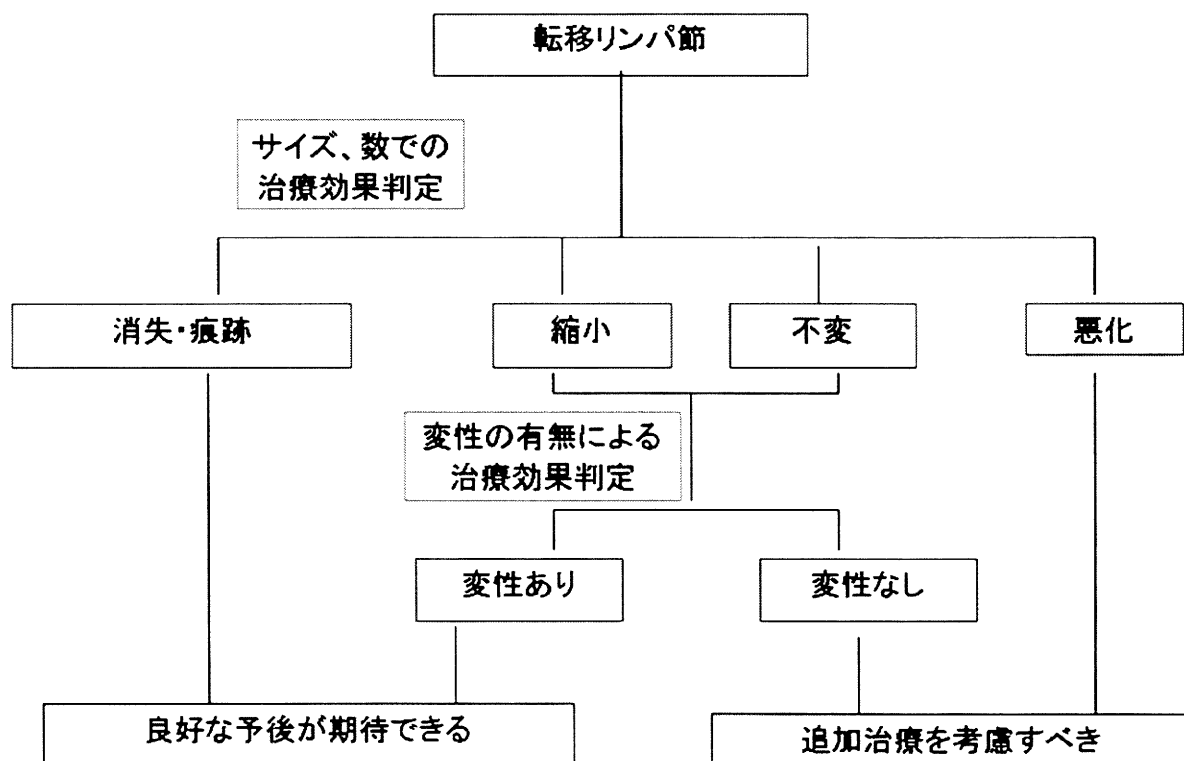 転移リンパ節
サイズ、数での
治療効果判定
消失・痕跡
縮小
不変
悪化
変性の有無による
治療効果判定
変性あり
変性なし
良好な予後が期待できる
追加治療を考慮すべき